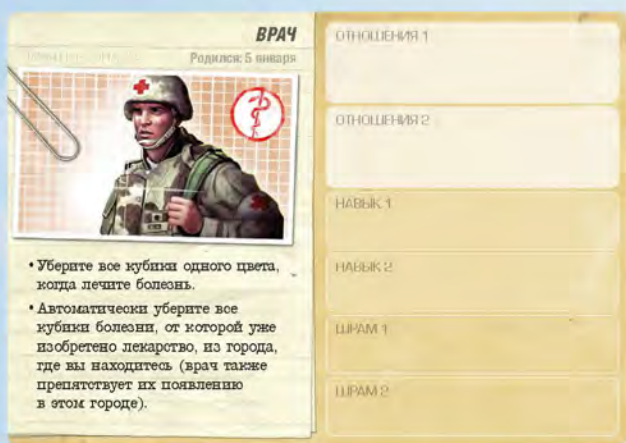 ВРАЧ
Родился: 5 января
• Уберите все кубики одного цвета,
когда лечите болезнь.
• Автоматически уберите все
кубики болезни, от которой уже
изобретено лекарство, из города,
где вы находитесь (врач также
препятствует их появлению
в этом городе).
ОТНОШЕНИЯ 1
ОТНОШЕНИЯ 2
НАВЫК 1
НАВЫК 2
ШРАМ 1
ШРАМ 2